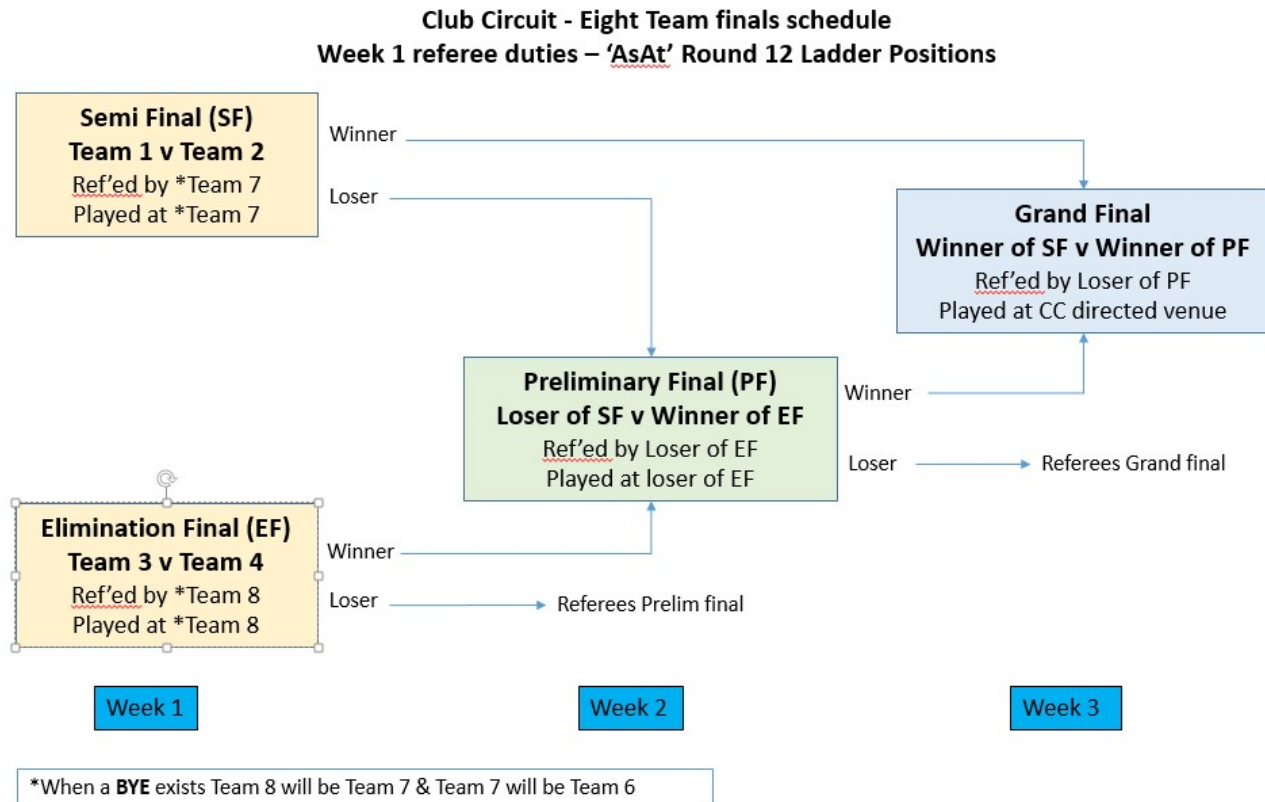 Club Circuit - Eight Team finals schedule
Week 1 referee duties – ‘AsAt’ Round 12 Ladder Positions
Semi Final (SF)
Team 1 v Team 2
Ref’ed by *Team 7
Played at *Team 7
Winner
Loser
Grand Final
Winner of SF v Winner of PF
Ref’ed by Loser of PF
Played at CC directed venue
Preliminary Final (PF)
Loser of SF v Winner of EF
Ref’ed by Loser of EF
Played at loser of EF
Winner
Loser
Referees Grand final
Elimination Final (EF)
Team 3 v Team 4
Ref’ed by *Team 8
Played at *Team 8
Winner
Loser
Referees Prelim final
Week 1
Week 2
Week 3
*When a BYE exists Team 8 will be Team 7 & Team 7 will be Team 6